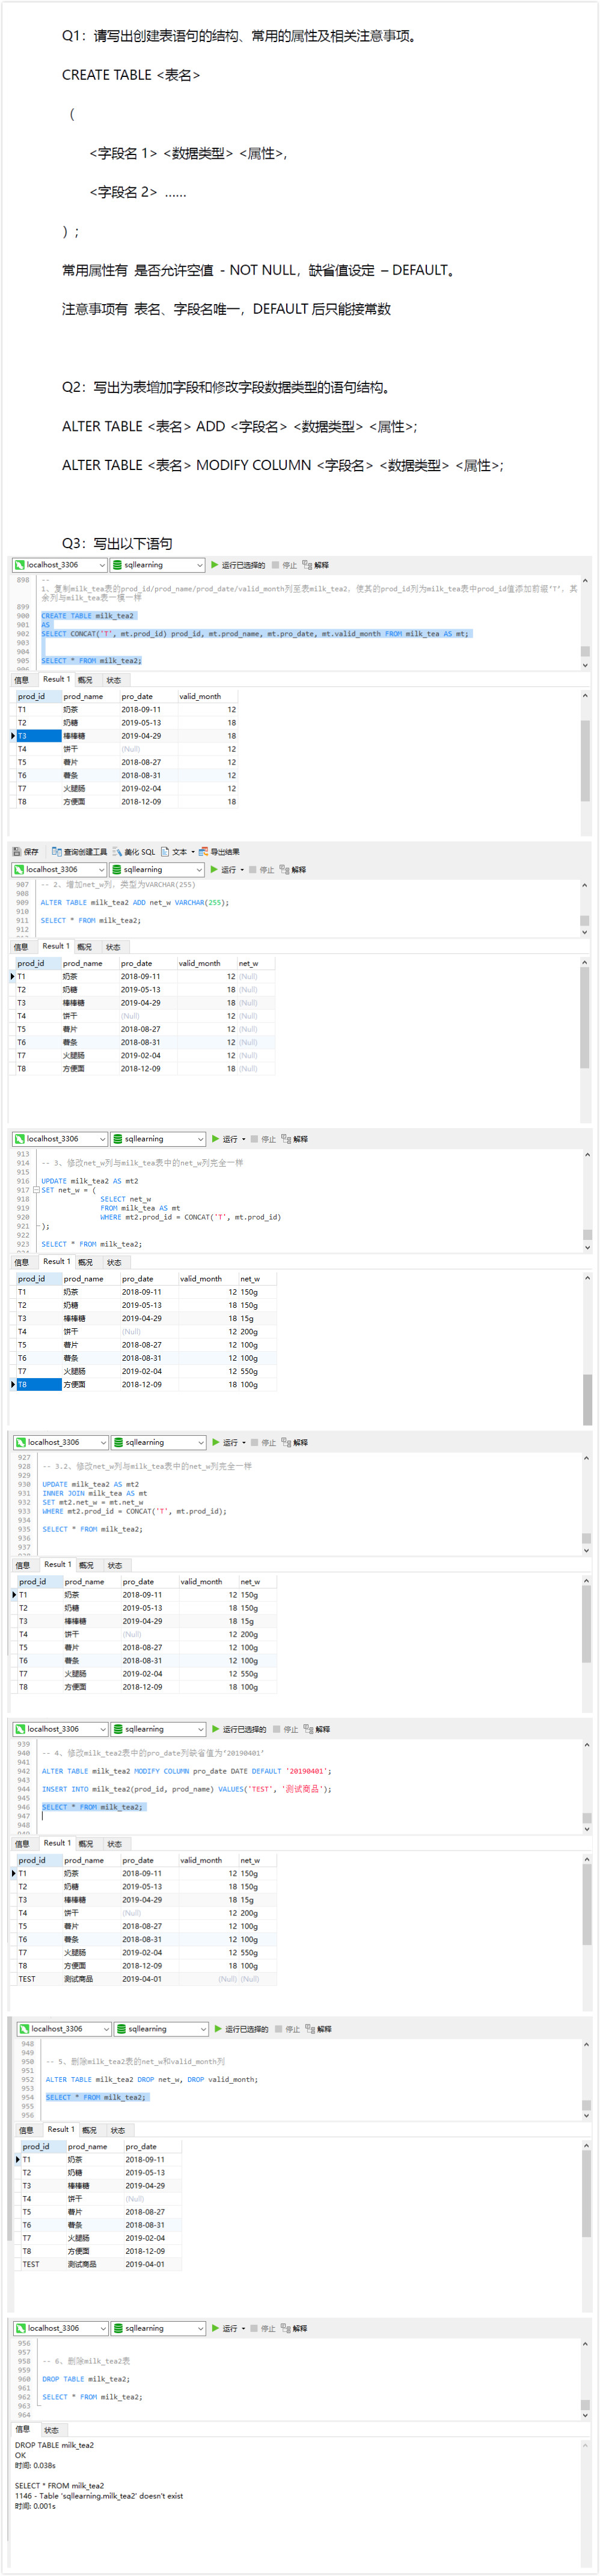 Q1：请写出创建表语句的结构、常用的属性及相关注意事项。
CREATE TABLE <表名>
（
<字段名 1> <数据类型> <属性>,
<字段名 2> ……
）;
常用属性有 是否允许空值 - NOT NULL，缺省值设定 – DEFAULT。
注意事项有 表名、字段名唯一，DEFAULT 后只能接常数
Q2：写出为表增加字段和修改字段数据类型的语句结构。
ALTER TABLE <表名> ADD <字段名> <数据类型> <属性>;
ALTER TABLE <表名> MODIFY COLUMN <字段名> <数据类型> <属性>;
Q3：写出以下语句
localhost_3306 sqllearning 运行已选择的 停止 解释
898 --
1、复制milk_tea表的prod_id/prod_name/prod_date/valid_month列至表milk_tea2，使其的prod_id列为milk_tea表中prod_id值添加前缀'T'，其
余列与milk_tea表一模一样
899
900 CREATE TABLE milk_tea2
901 AS
902 SELECT CONCAT('T', mt.prod_id) prod_id, mt.prod_name, mt.pro_date, mt.valid_month FROM milk_tea AS mt;
903
904
905 SELECT * FROM milk_tea2;
信息 Result 1 概况 状态
prod_id prod_name pro_date valid_month
T1 奶茶 2018-09-11 12
T2 奶糖 2019-05-13 18
T3 棒棒糖 2019-04-29 18
T4 饼干 (Null) 12
T5 薯片 2018-08-27 12
T6 薯条 2018-08-31 12
T7 火腿肠 2019-02-04 12
T8 方便面 2018-12-09 18
保存 查询创建工具 美化 SQL 文本 导出结果
localhost_3306 sqllearning 运行 停止 解释
907 -- 2、增加net_w列，类型为VARCHAR(255)
908
909 ALTER TABLE milk_tea2 ADD net_w VARCHAR(255);
910
911 SELECT * FROM milk_tea2;
912
信息 Result 1 概况 状态
prod_id prod_name pro_date valid_month net_w
T1 奶茶 2018-09-11 12 (Null)
T2 奶糖 2019-05-13 18 (Null)
T3 棒棒糖 2019-04-29 18 (Null)
T4 饼干 (Null) 12 (Null)
T5 薯片 2018-08-27 12 (Null)
T6 薯条 2018-08-31 12 (Null)
T7 火腿肠 2019-02-04 12 (Null)
T8 方便面 2018-12-09 18 (Null)
localhost_3306 sqllearning 运行 停止 解释
913
914 -- 3、修改net_w列与milk_tea表中的net_w列完全一样
915
916 UPDATE milk_tea2 AS mt2
917 SET net_w = (
918 SELECT net_w
919 FROM milk_tea AS mt
920 WHERE mt2.prod_id = CONCAT('T', mt.prod_id)
921 );
922
923 SELECT * FROM milk_tea2;
信息 Result 1 概况 状态
prod_id prod_name pro_date valid_month net_w
T1 奶茶 2018-09-11 12 150g
T2 奶糖 2019-05-13 18 150g
T3 棒棒糖 2019-04-29 18 15g
T4 饼干 (Null) 12 200g
T5 薯片 2018-08-27 12 100g
T6 薯条 2018-08-31 12 100g
T7 火腿肠 2019-02-04 12 550g
T8 方便面 2018-12-09 18 100g
localhost_3306 sqllearning 运行 停止 解释
927
928 -- 3.2、修改net_w列与milk_tea表中的net_w列完全一样
929
930 UPDATE milk_tea2 AS mt2
931 INNER JOIN milk_tea AS mt
932 SET mt2.net_w = mt.net_w
933 WHERE mt2.prod_id = CONCAT('T', mt.prod_id);
934
935 SELECT * FROM milk_tea2;
936
937
信息 Result 1 概况 状态
prod_id prod_name pro_date valid_month net_w
T1 奶茶 2018-09-11 12 150g
T2 奶糖 2019-05-13 18 150g
T3 棒棒糖 2019-04-29 18 15g
T4 饼干 (Null) 12 200g
T5 薯片 2018-08-27 12 100g
T6 薯条 2018-08-31 12 100g
T7 火腿肠 2019-02-04 12 550g
T8 方便面 2018-12-09 18 100g
localhost_3306 sqllearning 运行已选择的 停止 解释
939
940 -- 4、修改milk_tea2表中的pro_date列缺省值为'20190401'
941
942 ALTER TABLE milk_tea2 MODIFY COLUMN pro_date DATE DEFAULT '20190401';
943
944 INSERT INTO milk_tea2(prod_id, prod_name) VALUES('TEST', '测试商品');
945
946 SELECT * FROM milk_tea2;
947
948
信息 Result 1 概况 状态
prod_id prod_name pro_date valid_month net_w
T1 奶茶 2018-09-11 12 150g
T2 奶糖 2019-05-13 18 150g
T3 棒棒糖 2019-04-29 18 15g
T4 饼干 (Null) 12 200g
T5 薯片 2018-08-27 12 100g
T6 薯条 2018-08-31 12 100g
T7 火腿肠 2019-02-04 12 550g
T8 方便面 2018-12-09 18 100g
TEST 测试商品 2019-04-01 (Null) (Null)
localhost_3306 sqllearning 运行已选择的 停止 解释
948
949
950 -- 5、删除milk_tea2表的net_w和valid_month列
951
952 ALTER TABLE milk_tea2 DROP net_w, DROP valid_month;
953
954 SELECT * FROM milk_tea2;
955
956
信息 Result 1 概况 状态
prod_id prod_name pro_date
T1 奶茶 2018-09-11
T2 奶糖 2019-05-13
T3 棒棒糖 2019-04-29
T4 饼干 (Null)
T5 薯片 2018-08-27
T6 薯条 2018-08-31
T7 火腿肠 2019-02-04
T8 方便面 2018-12-09
TEST 测试商品 2019-04-01
localhost_3306 sqllearning 运行 停止 解释
956
957
958 -- 6、删除milk_tea2表
959
960 DROP TABLE milk_tea2;
961
962 SELECT * FROM milk_tea2;
963
964
信息 状态
DROP TABLE milk_tea2
OK
时间: 0.038s
SELECT * FROM milk_tea2
1146 - Table 'sqllearning.milk_tea2' doesn't exist
时间: 0.001s